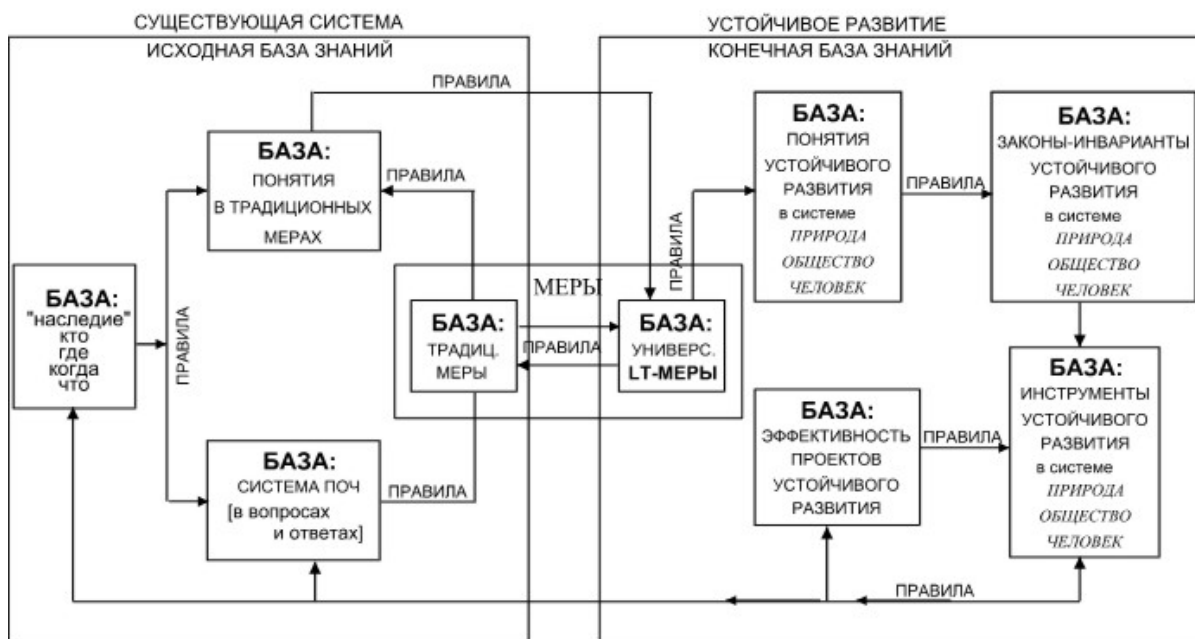 СУЩЕСТВУЮЩАЯ СИСТЕМА
ИСХОДНАЯ БАЗА ЗНАНИЙ
УСТОЙЧИВОЕ РАЗВИТИЕ
КОНЕЧНАЯ БАЗА ЗНАНИЙ
ПРАВИЛА
БАЗА:
ПОНЯТИЯ
В ТРАДИЦИОННЫХ
МЕРАХ
ПРАВИЛА
БАЗА:
"наследие"
кто
где
когда
что
ПРАВИЛА
БАЗА:
СИСТЕМА ПОЧ
[в вопросах
и ответах]
ПРАВИЛА
МЕРЫ
БАЗА:
ТРАДИЦ.
МЕРЫ
ПРАВИЛА
БАЗА:
УНИВЕРС.
LT-МЕРЫ
ПРАВИЛА
БАЗА:
ПОНЯТИЯ
УСТОЙЧИВОГО
РАЗВИТИЯ
в системе
ПРИРОДА
ОБЩЕСТВО
ЧЕЛОВЕК
ПРАВИЛА
БАЗА:
ЗАКОНЫ-ИНВАРИАНТЫ
УСТОЙЧИВОГО
РАЗВИТИЯ
в системе
ПРИРОДА
ОБЩЕСТВО
ЧЕЛОВЕК
БАЗА:
ЭФФЕКТИВНОСТЬ
ПРОЕКТОВ
УСТОЙЧИВОГО
РАЗВИТИЯ
ПРАВИЛА
БАЗА:
ИНСТРУМЕНТЫ
УСТОЙЧИВОГО
РАЗВИТИЯ
в системе
ПРИРОДА
ОБЩЕСТВО
ЧЕЛОВЕК
ПРАВИЛА